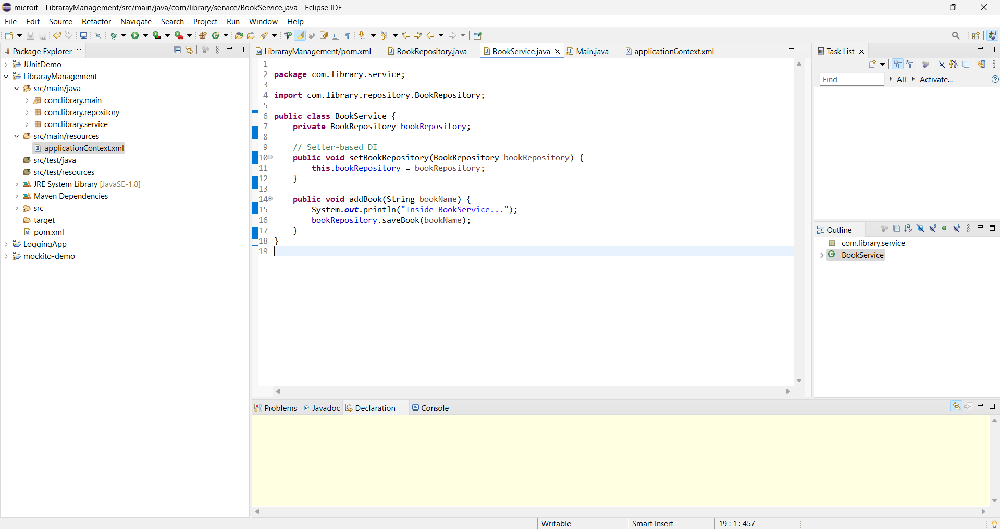 microit - LibrarayManagement/src/main/java/com/library/service/BookService.java - Eclipse IDE
File Edit Source Refactor Navigate Search Project Run Window Help
Package Explorer
JUnitDemo
LibrarayManagement
src/main/java
com.library.main
com.library.repository
com.library.service
src/main/resources
applicationContext.xml
src/test/java
src/test/resources
JRE System Library [JavaSE-1.8]
Maven Dependencies
src
target
pom.xml
LoggingApp
mockito-demo
LibrarayManagement/pom.xml BookRepository.java BookService.java Main.java applicationContext.xml
1
2 package com.library.service;
3
4 import com.library.repository.BookRepository;
5
6 public class BookService {
7     private BookRepository bookRepository;
8
9     // Setter-based DI
10     public void setBookRepository(BookRepository bookRepository) {
11         this.bookRepository = bookRepository;
12     }
13
14     public void addBook(String bookName) {
15         System.out.println("Inside BookService...");
16         bookRepository.saveBook(bookName);
17     }
18 }
19
Task List
Find All Activate...
Outline
com.library.service
BookService
Problems Javadoc Declaration Console
Writable Smart Insert 19 : 1 : 457